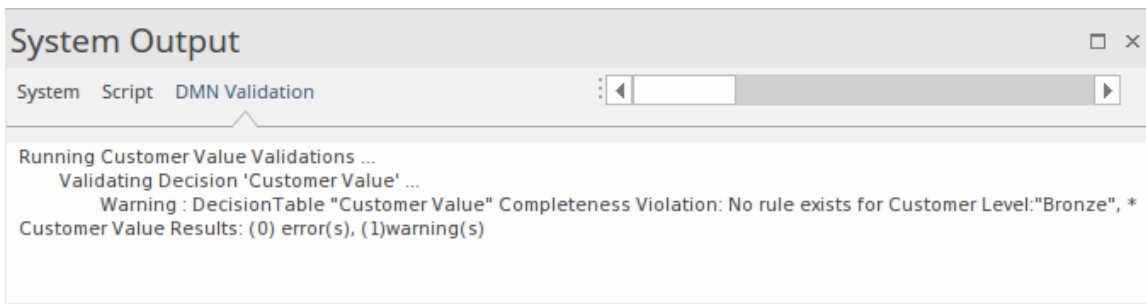 System Output
System Script DMN Validation
Running Customer Value Validations ...
Validating Decision 'Customer Value' ...
Warning : DecisionTable "Customer Value" Completeness Violation: No rule exists for Customer Level:"Bronze", *
Customer Value Results: (0) error(s), (1)warning(s)